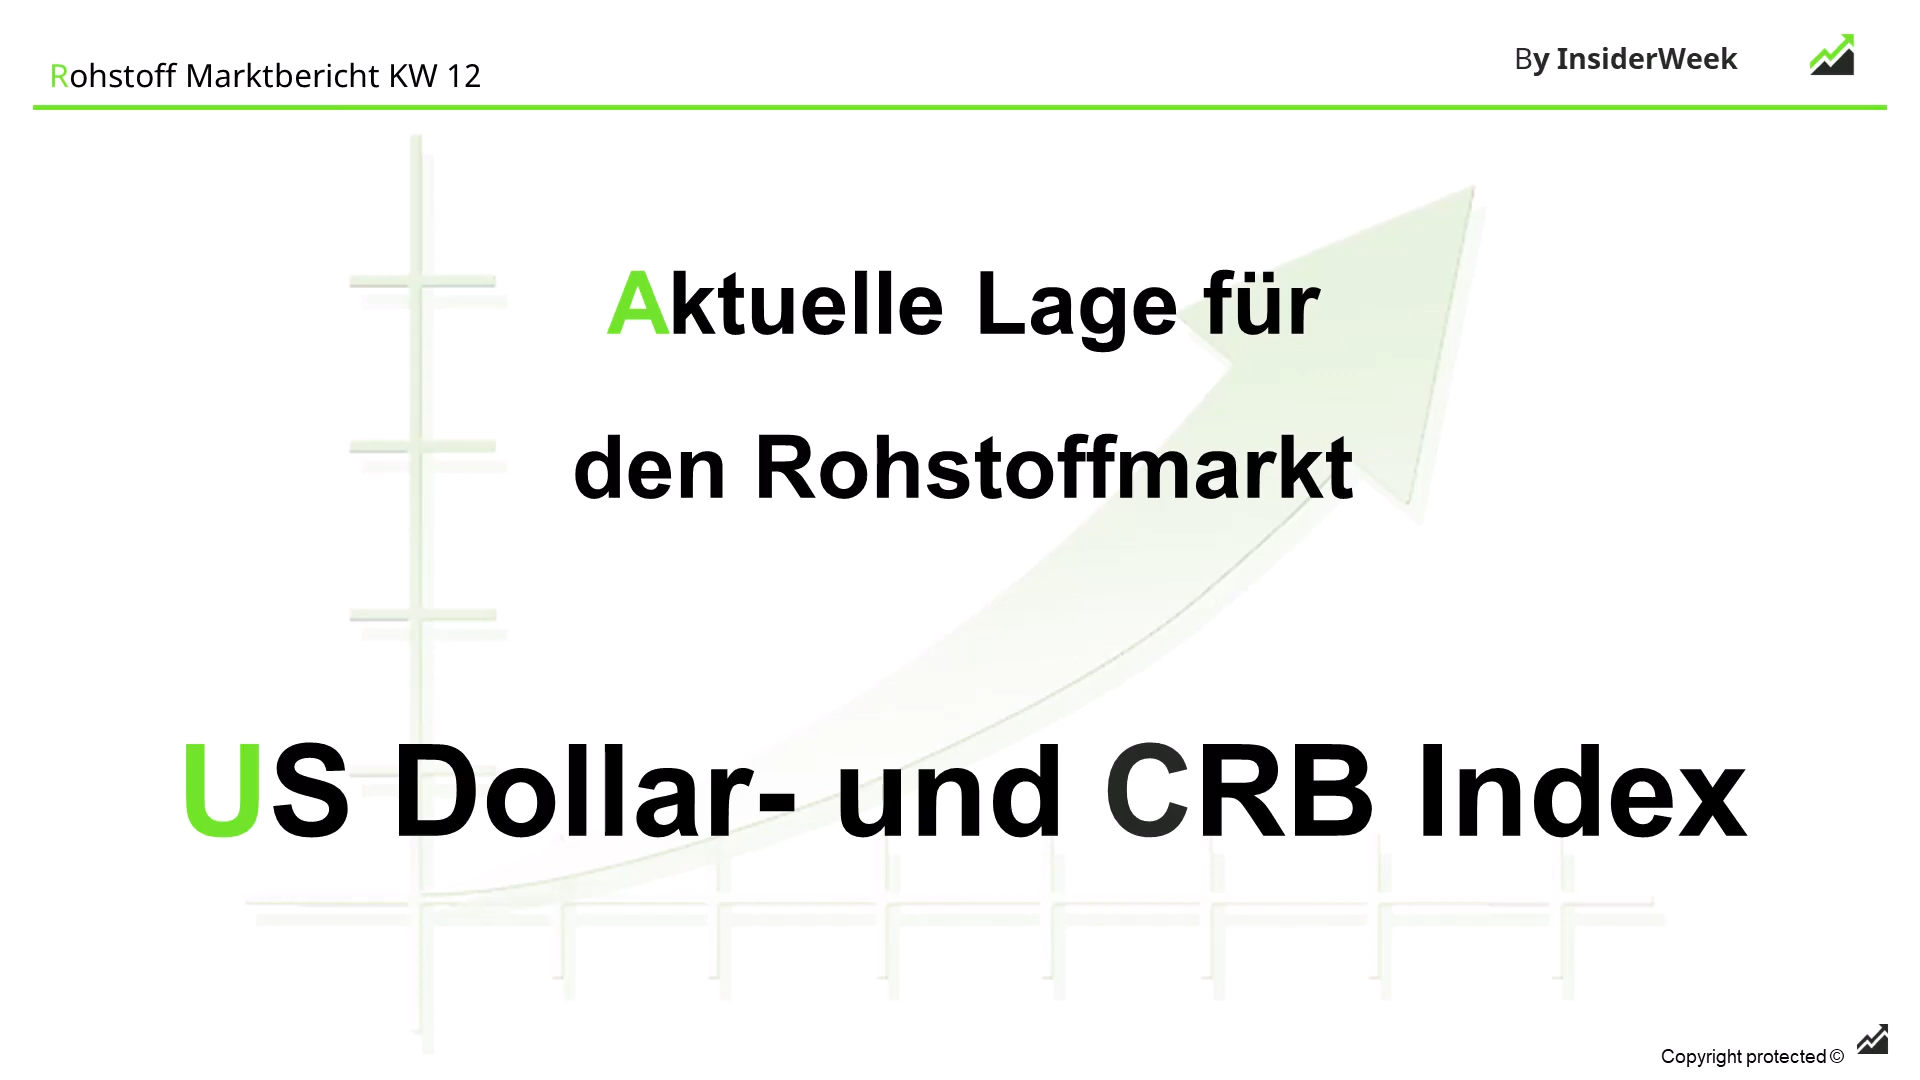 Rohstoff Marktbericht KW 12
By InsiderWeek
Aktuelle Lage für
den Rohstoffmarkt
US Dollar- und CRB Index
Copyright protected ©